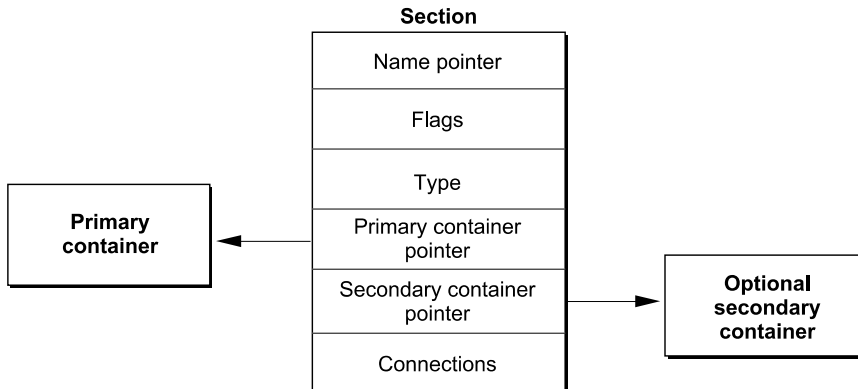 Section
Name pointer
Flags
Type
Primary container
pointer
Secondary container
pointer
Connections
Primary
container
Optional
secondary
container